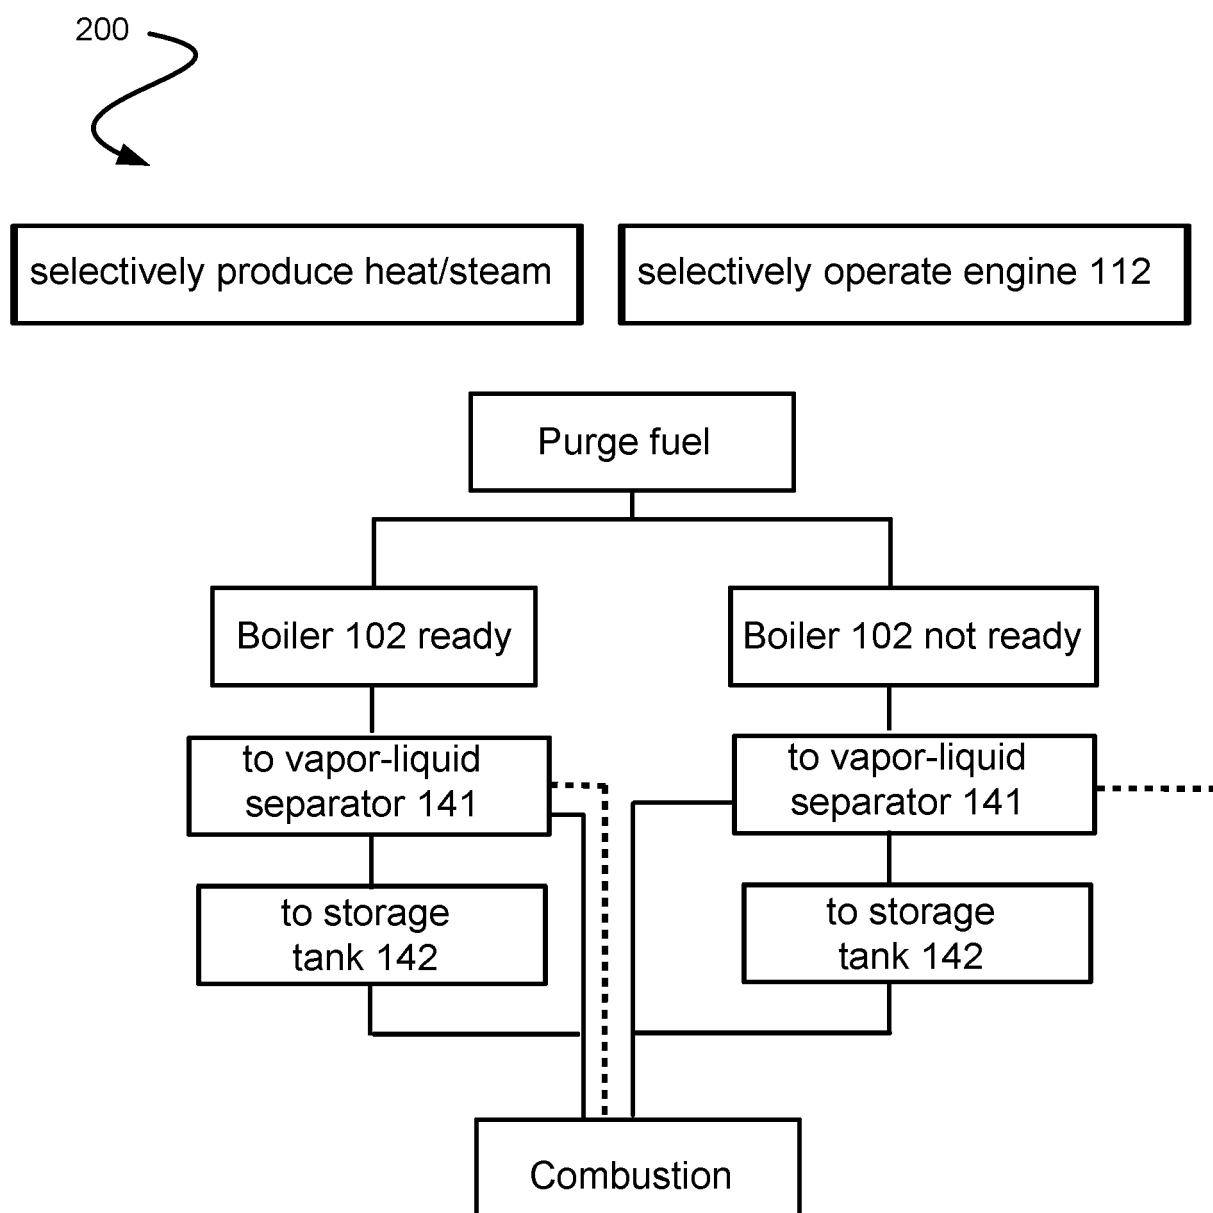 200
selectively produce heat/steam
selectively operate engine 112
Purge fuel
Boiler 102 ready
Boiler 102 not ready
to vapor-liquid
separator 141
to vapor-liquid
separator 141
to storage
tank 142
to storage
tank 142
Combustion